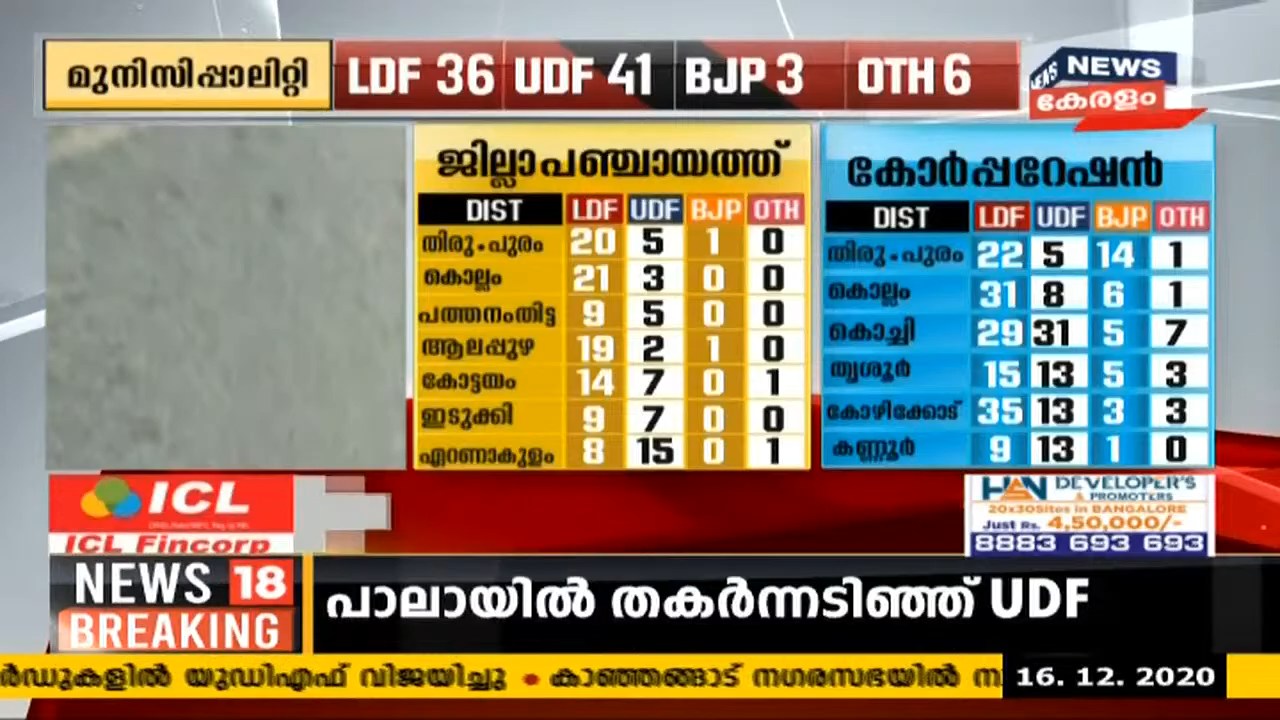 മുനിസിപ്പാലിറ്റി LDF 36 UDF 41 BJP 3 OTH 6
NEWS
കേരളം
ജില്ലാ പഞ്ചായത്ത്
DIST LDF UDF BJP OTH
തിരു.പുരം 20 5 1 0
കൊല്ലം 21 3 0 0
പത്തനംതിട്ട 9 5 0 0
ആലപ്പുഴ 19 2 1 0
കോട്ടയം 14 7 0 1
ഇടുക്കി 9 7 0 0
എറണാകുളം 8 15 0 1
കോർപ്പറേഷൻ
DIST LDF UDF BJP OTH
തിരു.പുരം 22 5 14 1
കൊല്ലം 31 8 6 1
കൊച്ചി 29 31 5 7
തൃശൂർ 15 13 5 3
കോഴിക്കോട് 35 13 3 3
കണ്ണൂർ 9 13 1 0
ICL
ICL Fincorp
HAN DEVELOPER'S
& PROMOTERS
20x30Sites in BANGALORE
Just Rs. 4,50,000/-
8883 693 693
NEWS 18
BREAKING
പാലായിൽ തകർന്നടിഞ്ഞ് UDF
ർഡുകളിൽ യുഡിഎഫ് വിജയിച്ചു • കാഞ്ഞങ്ങാട് നഗരസഭയിൽ
16. 12. 2020